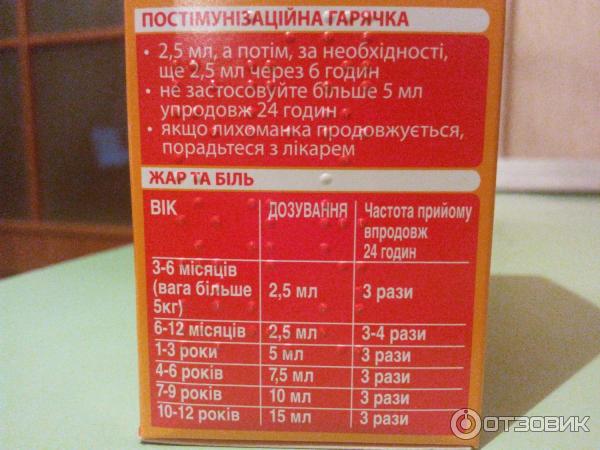 ПОСТІМУНІЗАЦІЙНА ГАРЯЧКА
• 2,5 мл, а потім, за необхідності,
ще 2,5 мл через 6 годин
• не застосовуйте більше 5 мл
упродовж 24 годин
• якщо лихоманка продовжується,
порадьтеся з лікарем
ЖАР ТА БІЛЬ
ВІК ДОЗУВАННЯ Частота прийому
впродовж
24 годин
3-6 місяців
(вага більше 2,5 мл 3 рази
5кг)
6-12 місяців 2,5 мл 3-4 рази
1-3 роки 5 мл 3 рази
4-6 років 7,5 мл 3 рази
7-9 років 10 мл 3 рази
10-12 років 15 мл 3 рази
ОТЗОВИК